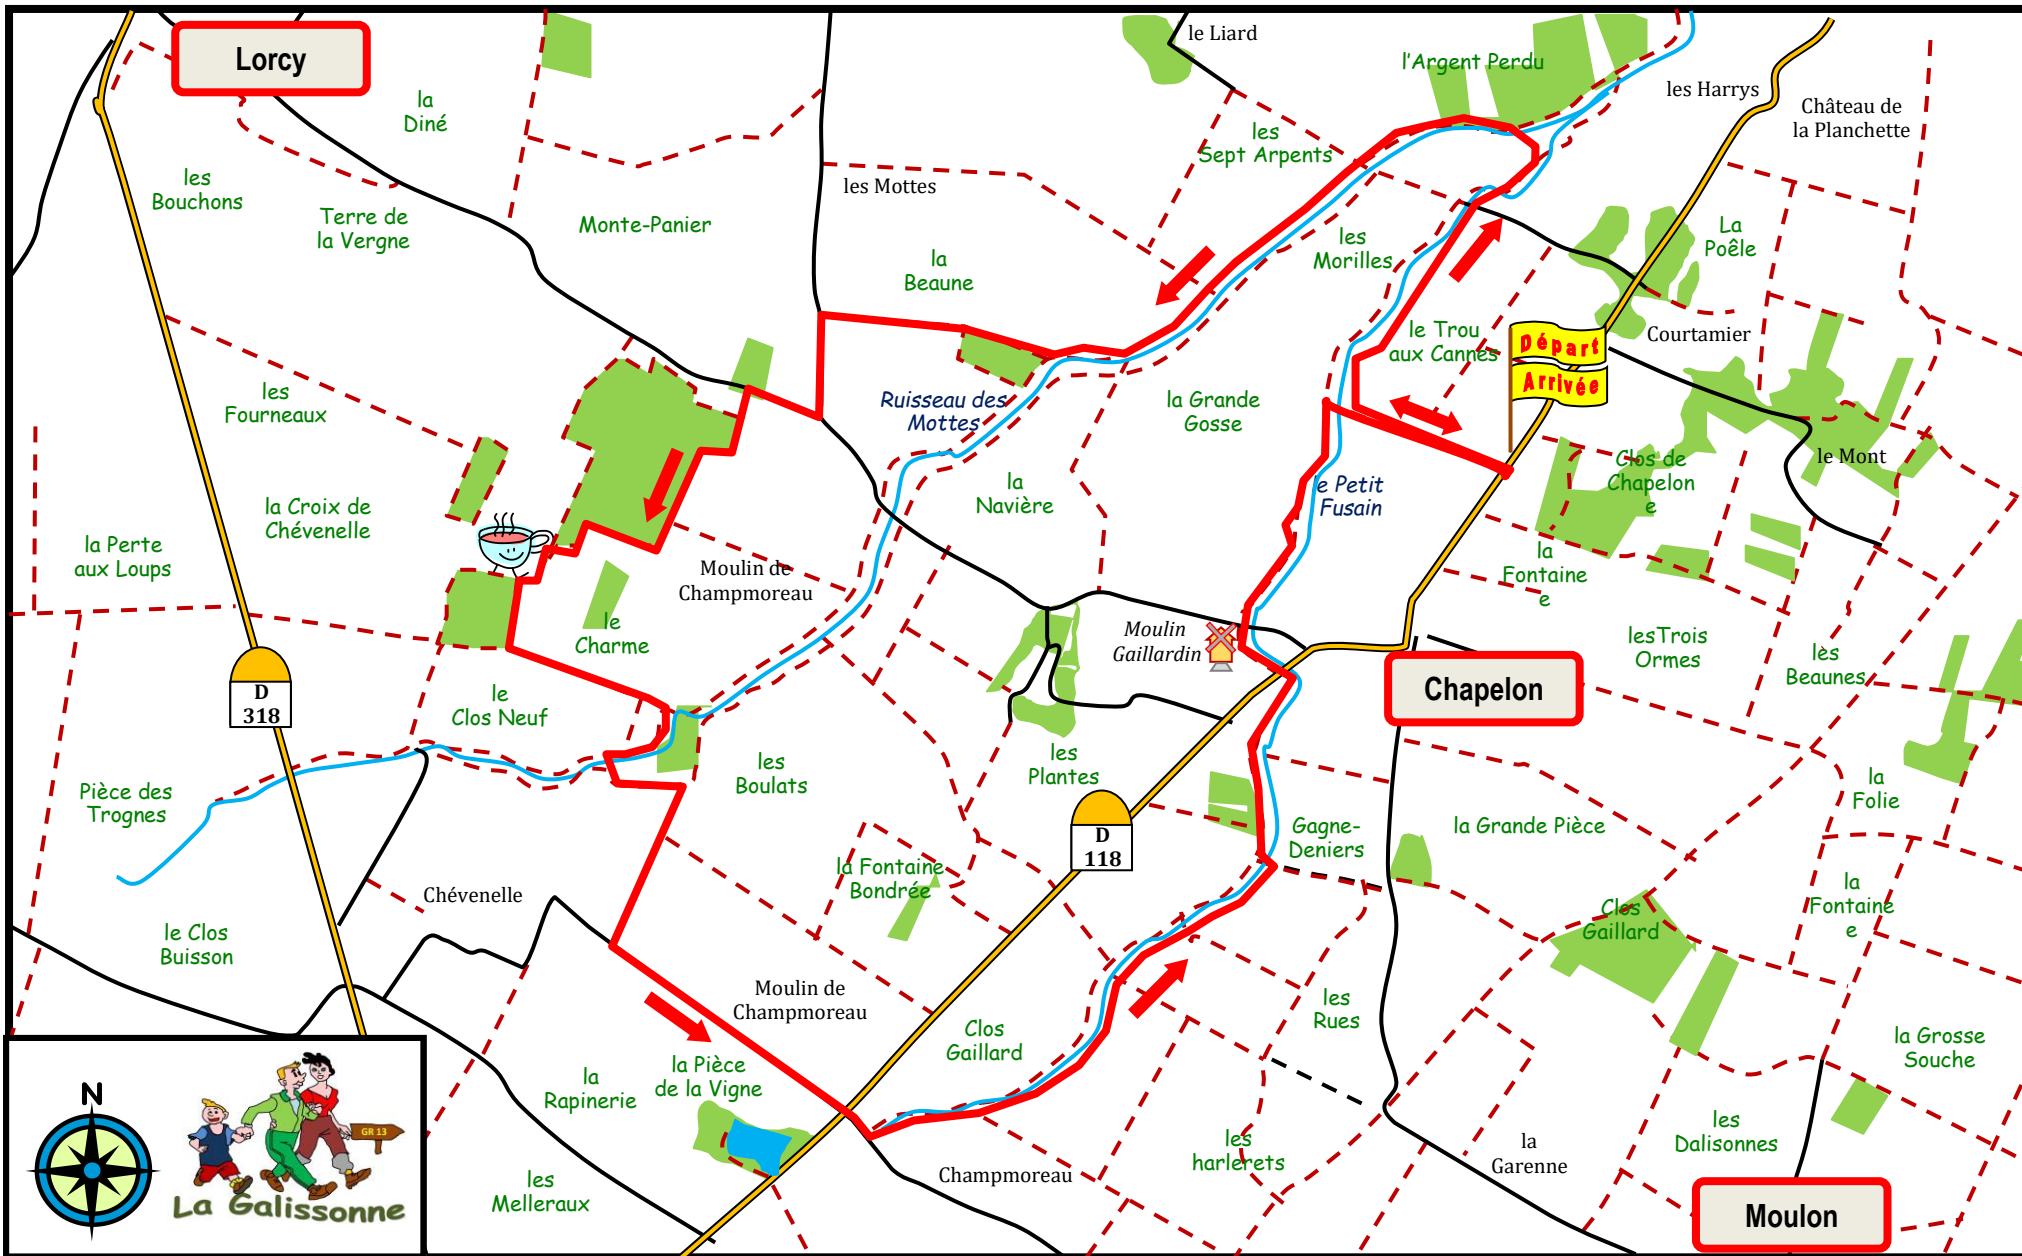 Lorcy
le Liard
l'Argent Perdu
les Harrys
Château de
la Planchette
la
Diné
les
Sept Arpents
les
Bouchons
les Mottes
Terre de
la Vergne
Monte-Panier
la
Beaune
les
Morilles
La
Poêle
le Trou
aux Cannes
Départ
Arrivée
Courtamier
les
Fourneaux
Ruisseau des
Mottes
la Grande
Gosse
le Mont
Clos de
Chapelon
e
la Croix de
Chévenelle
la
Navière
e Petit
Fusain
la Perte
aux Loups
Moulin de
Champmoreau
la
Fontaine
e
le
Charme
Moulin
Gaillardin
lesTrois
Ormes
les
Beaunes
D
318
le
Clos Neuf
Chapelon
les
Boulats
les
Plantes
Pièce des
Trognes
la
Folie
D
118
Gagne-
Deniers
la Grande Pièce
la Fontaine
Bondrée
Chévenelle
la
Fontaine
e
Clos
Gaillard
le Clos
Buisson
Moulin de
Champmoreau
les
Rues
Clos
Gaillard
la Grosse
Souche
la
Rapinerie
la Pièce
de la Vigne
les
Dalisonnes
les
harlerets
la
Garenne
Champmoreau
les
Melleraux
Moulon
N
GR 13
La Galissonne